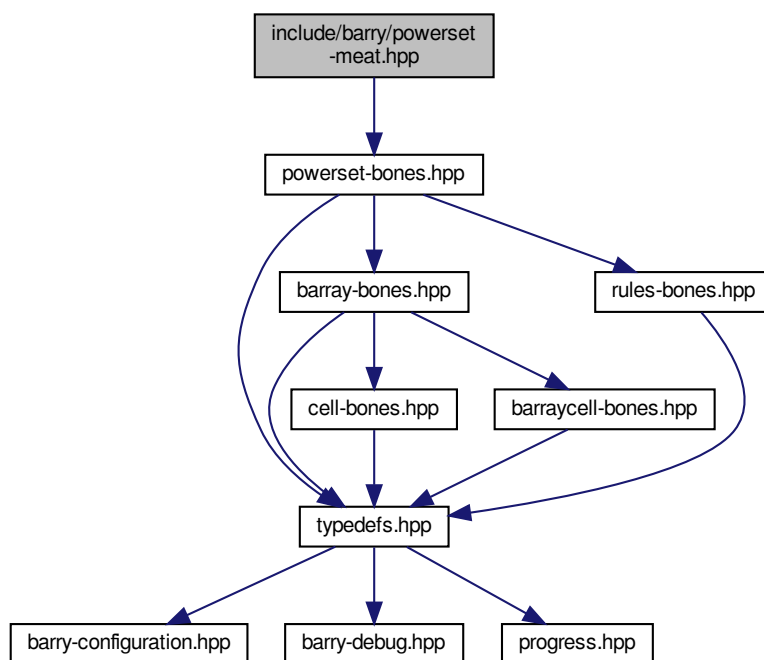 include/barry/powerset
-meat.hpp
powerset-bones.hpp
barray-bones.hpp
rules-bones.hpp
cell-bones.hpp
barraycell-bones.hpp
typedefs.hpp
barry-configuration.hpp
barry-debug.hpp
progress.hpp